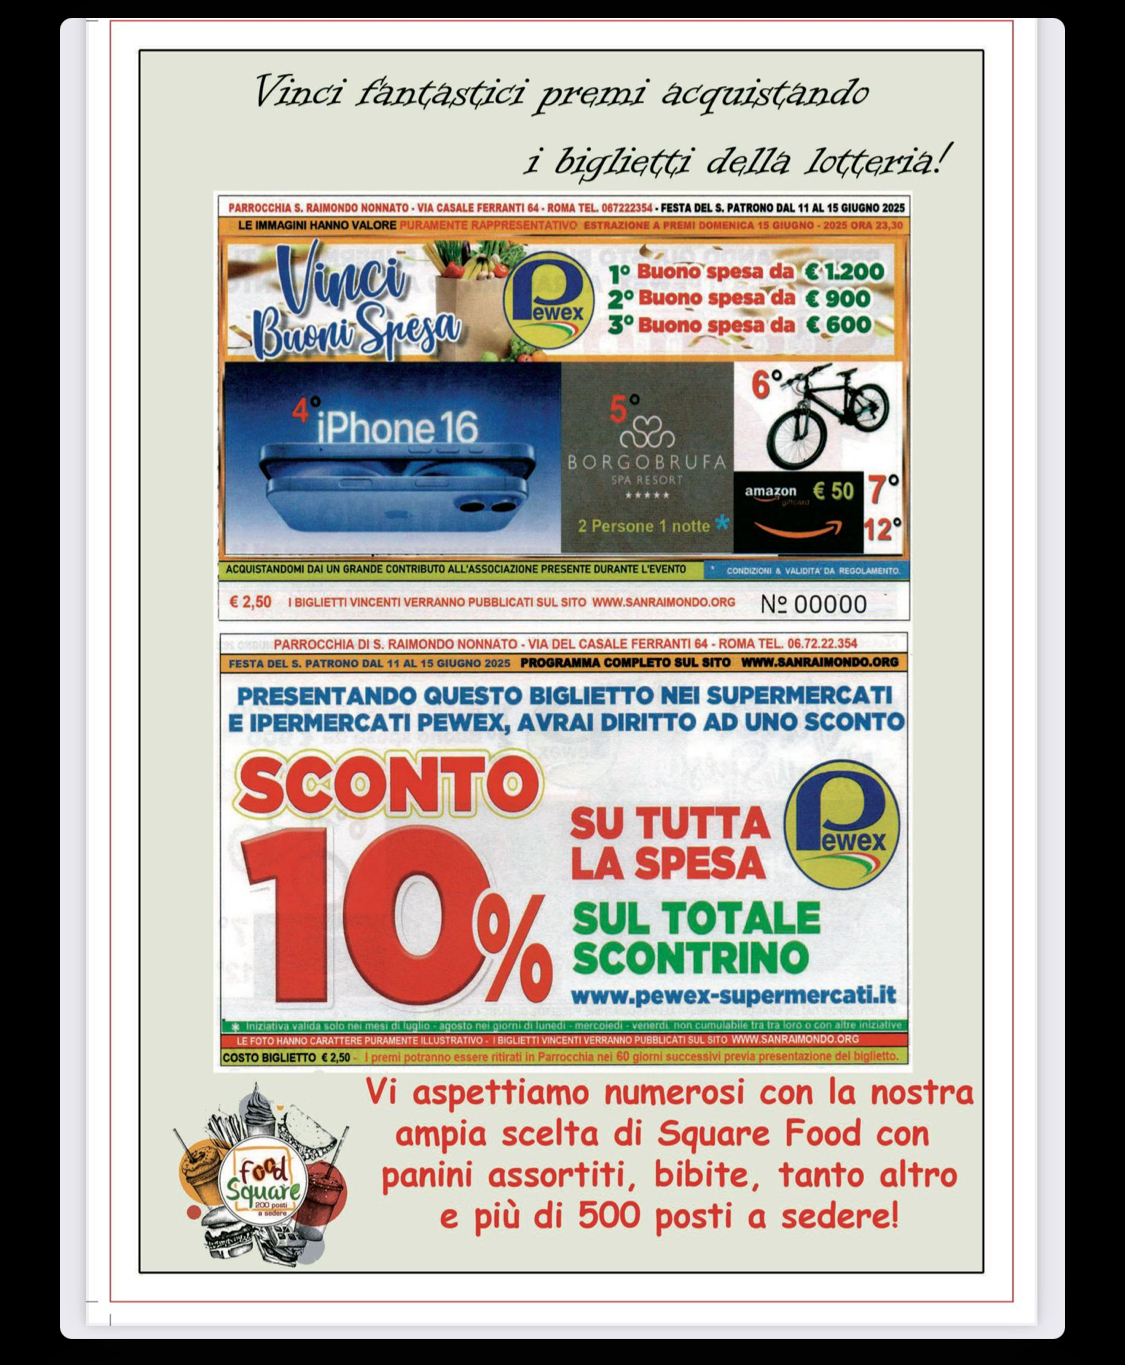 Vinci fantastici premi acquistando
i biglietti della lotteria!
PARROCCHIA S. RAIMONDO NONNATO - VIA CASALE FERRANTI 64 - ROMA TEL. 067222354 - FESTA DEL S. PATRONO DAL 11 AL 15 GIUGNO 2025
LE IMMAGINI HANNO VALORE PURAMENTE RAPPRESENTATIVO ESTRAZIONE A PREMI DOMENICA 15 GIUGNO - 2025 ORA 23,30
Vinci
Buoni Spesa
Pewex
1° Buono spesa da € 1.200
2° Buono spesa da € 900
3° Buono spesa da € 600
4°
iPhone 16
5°
BORGOBRUFA
SPA RESORT
2 Persone 1 notte *
6°
amazon € 50
giftcard
7°
12°
ACQUISTANDOMI DAI UN GRANDE CONTRIBUTO ALL'ASSOCIAZIONE PRESENTE DURANTE L'EVENTO
* CONDIZIONI & VALIDITA' DA REGOLAMENTO.
€ 2,50 I BIGLIETTI VINCENTI VERRANNO PUBBLICATI SUL SITO WWW.SANRAIMONDO.ORG
Nº 00000
PARROCCHIA DI S. RAIMONDO NONNATO - VIA DEL CASALE FERRANTI 64 - ROMA TEL. 06.72.22.354
FESTA DEL S. PATRONO DAL 11 AL 15 GIUGNO 2025 PROGRAMMA COMPLETO SUL SITO WWW.SANRAIMONDO.ORG
PRESENTANDO QUESTO BIGLIETTO NEI SUPERMERCATI
E IPERMERCATI PEWEX, AVRAI DIRITTO AD UNO SCONTO
SCONTO
10%
SU TUTTA
LA SPESA
Pewex
SUL TOTALE
SCONTRINO
www.pewex-supermercati.it
* Iniziativa valida solo nei mesi di luglio - agosto nei giorni di lunedi - mercoledi - venerdi. non cumulabile tra tra loro o con altre iniziative
LE FOTO HANNO CARATTERE PURAMENTE ILLUSTRATIVO - I BIGLIETTI VINCENTI VERRANNO PUBBLICATI SUL SITO WWW.SANRAIMONDO.ORG
COSTO BIGLIETTO € 2,50 - I premi potranno essere ritirati in Parrocchia nei 60 giorni successivi previa presentazione del biglietto.
Vi aspettiamo numerosi con la nostra
ampia scelta di Square Food con
panini assortiti, bibite, tanto altro
e più di 500 posti a sedere!
food
Square
200 posti
a sedere